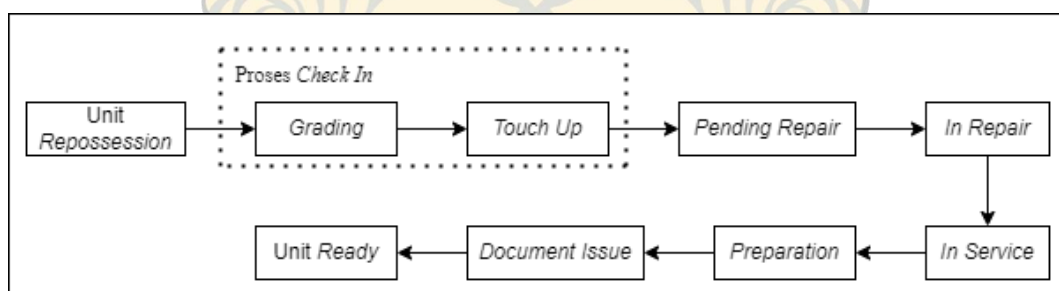 Proses Check In
Unit
Repossession
Grading
Touch Up
Pending Repair
In Repair
In Service
Preparation
Document Issue
Unit Ready